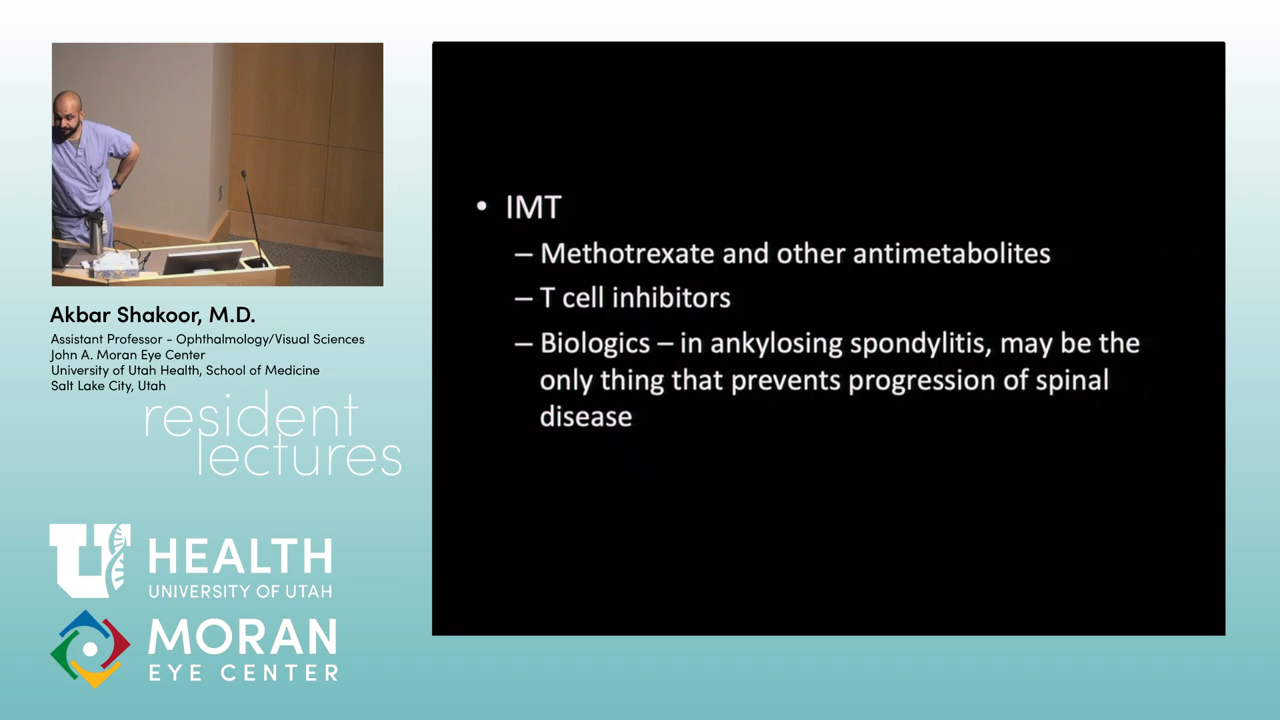 • IMT
– Methotrexate and other antimetabolites
– T cell inhibitors
– Biologics – in ankylosing spondylitis, may be the
only thing that prevents progression of spinal
disease
Akbar Shakoor, M.D.
Assistant Professor - Ophthalmology/Visual Sciences
John A. Moran Eye Center
University of Utah Health, School of Medicine
Salt Lake City, Utah
resident
lectures
U HEALTH
UNIVERSITY OF UTAH
MORAN
EYE CENTER